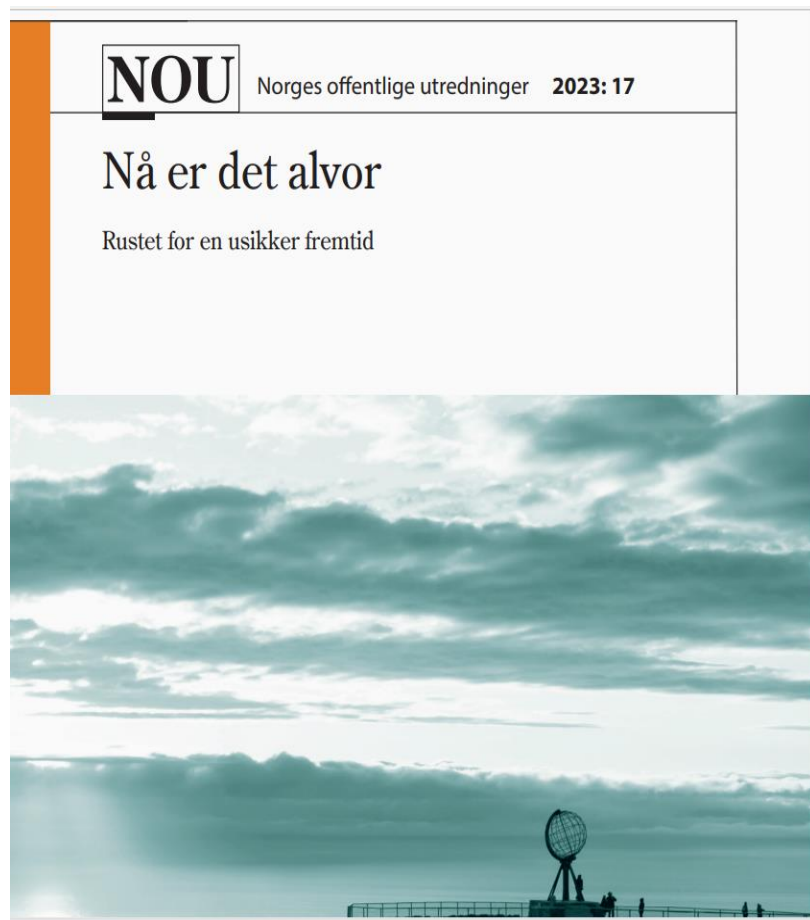 NOU Norges offentlige utredninger 2023: 17
Nå er det alvor
Rustet for en usikker fremtid